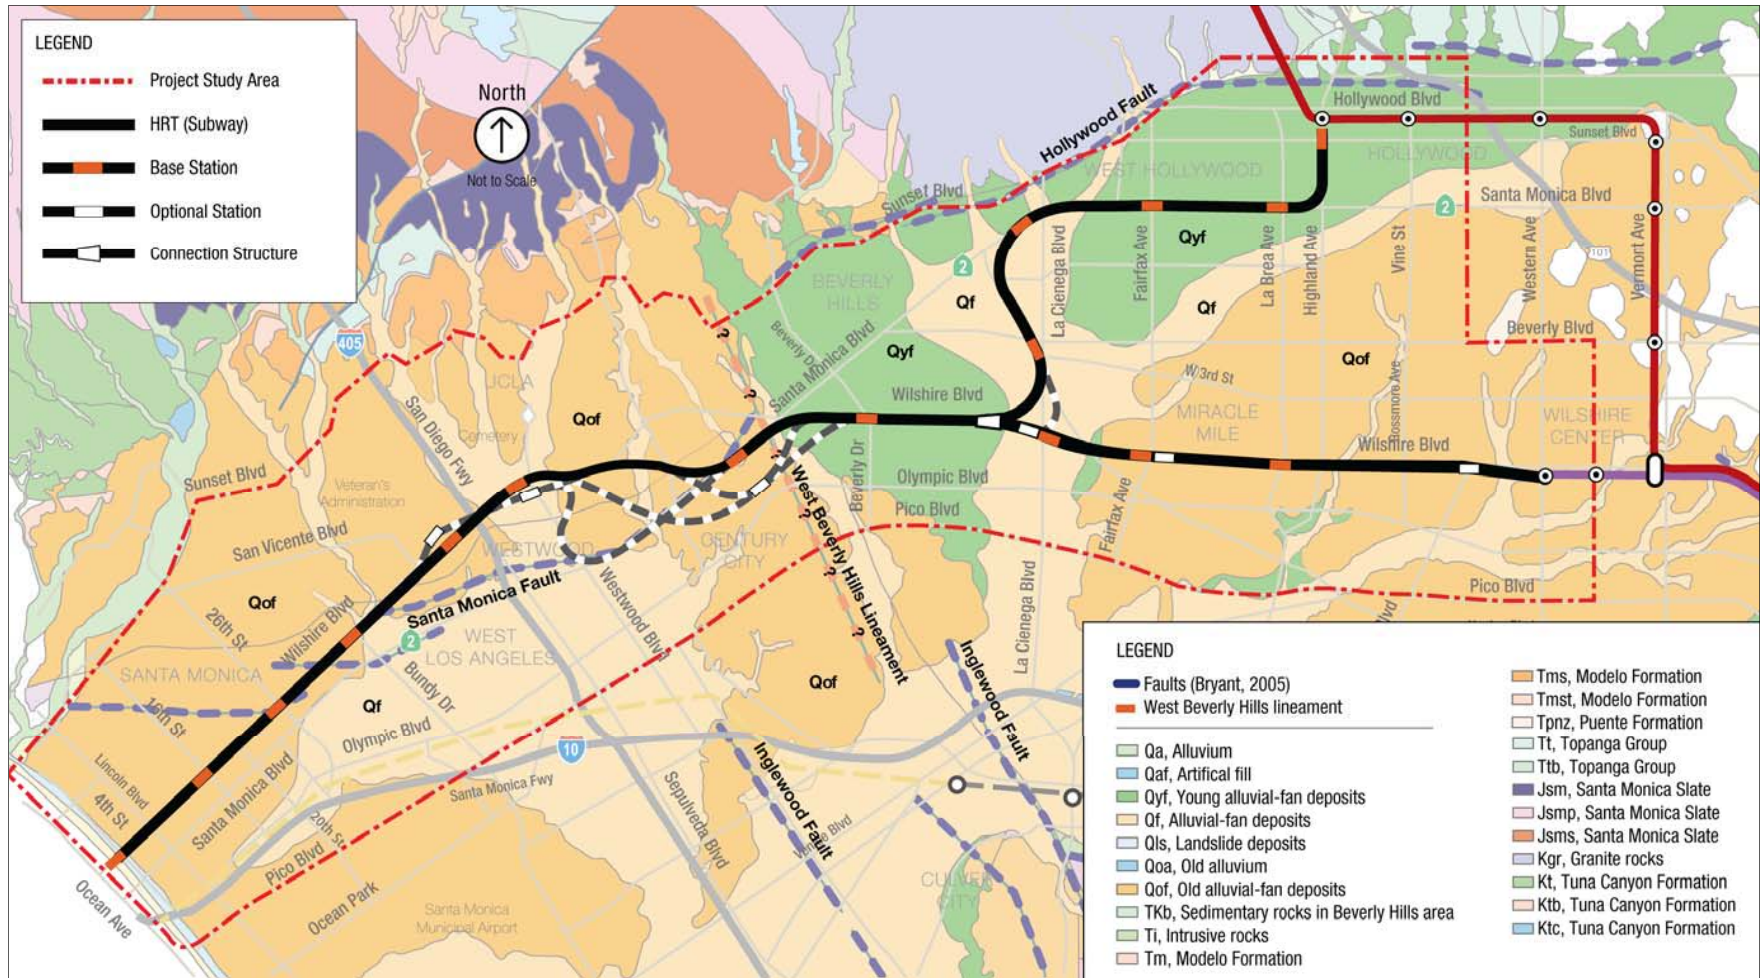 LEGEND
Project Study Area
HRT (Subway)
Base Station
Optional Station
Connection Structure
North
Not to Scale
Hollywood Fault
Hollywood Blvd
Sunset Blvd
WEST HOLLYWOOD
HOLLYWOOD
Sunset Blvd
Santa Monica Blvd
2
Qyf
2
La Cienega Blvd
Fairfax Ave
La Brea Ave
Highland Ave
Vine St
Western Ave
Vermont Ave
101
BEVERLY
HILLS
Qf
Qf
405
?
Beverly Dr
Santa Monica Blvd
Beverly Blvd
Qyf
Qof
UCLA
W 3rd St
Rossmore Ave
San Diego Fwy
Qof
?
Wilshire Blvd
MIRACLE
MILE
WILSHIRE
CENTER
Cemetery
Wilshire Blvd
Sunset Blvd
Veteran's
Administration
Beverly Dr
Olympic Blvd
West Beverly Hills Lineament
?
Pico Blvd
Fairfax Ave
San Vicente Blvd
WESTWOOD
CENTURY
CITY
?
Santa Monica Fault
Westwood Blvd
La Cienega Blvd
Pico Blvd
Qof
26th St
Wilshire Blvd
2
WEST
LOS ANGELES
?
Blvd
SANTA MONICA
Bundy Dr
Qof
Inglewood Fault
16th St
Qf
Olympic Blvd
10
Inglewood Fault
Lincoln Blvd
4th St
Santa Monica Blvd
Santa Monica Fwy
Sepulveda Blvd
20th St
Pico Blvd
Venice Blvd
Ocean Ave
Ocean Park
Santa Monica
Municipal Airport
CULVER
CITY
LEGEND
Faults (Bryant, 2005)
West Beverly Hills lineament
Qa, Alluvium
Qaf, Artifical fill
Qyf, Young alluvial-fan deposits
Qf, Alluvial-fan deposits
Qls, Landslide deposits
Qoa, Old alluvium
Qof, Old alluvial-fan deposits
TKb, Sedimentary rocks in Beverly Hills area
Ti, Intrusive rocks
Tm, Modelo Formation
Tms, Modelo Formation
Tmst, Modelo Formation
Tpnz, Puente Formation
Tt, Topanga Group
Ttb, Topanga Group
Jsm, Santa Monica Slate
Jsmp, Santa Monica Slate
Jsms, Santa Monica Slate
Kgr, Granite rocks
Kt, Tuna Canyon Formation
Ktb, Tuna Canyon Formation
Ktc, Tuna Canyon Formation